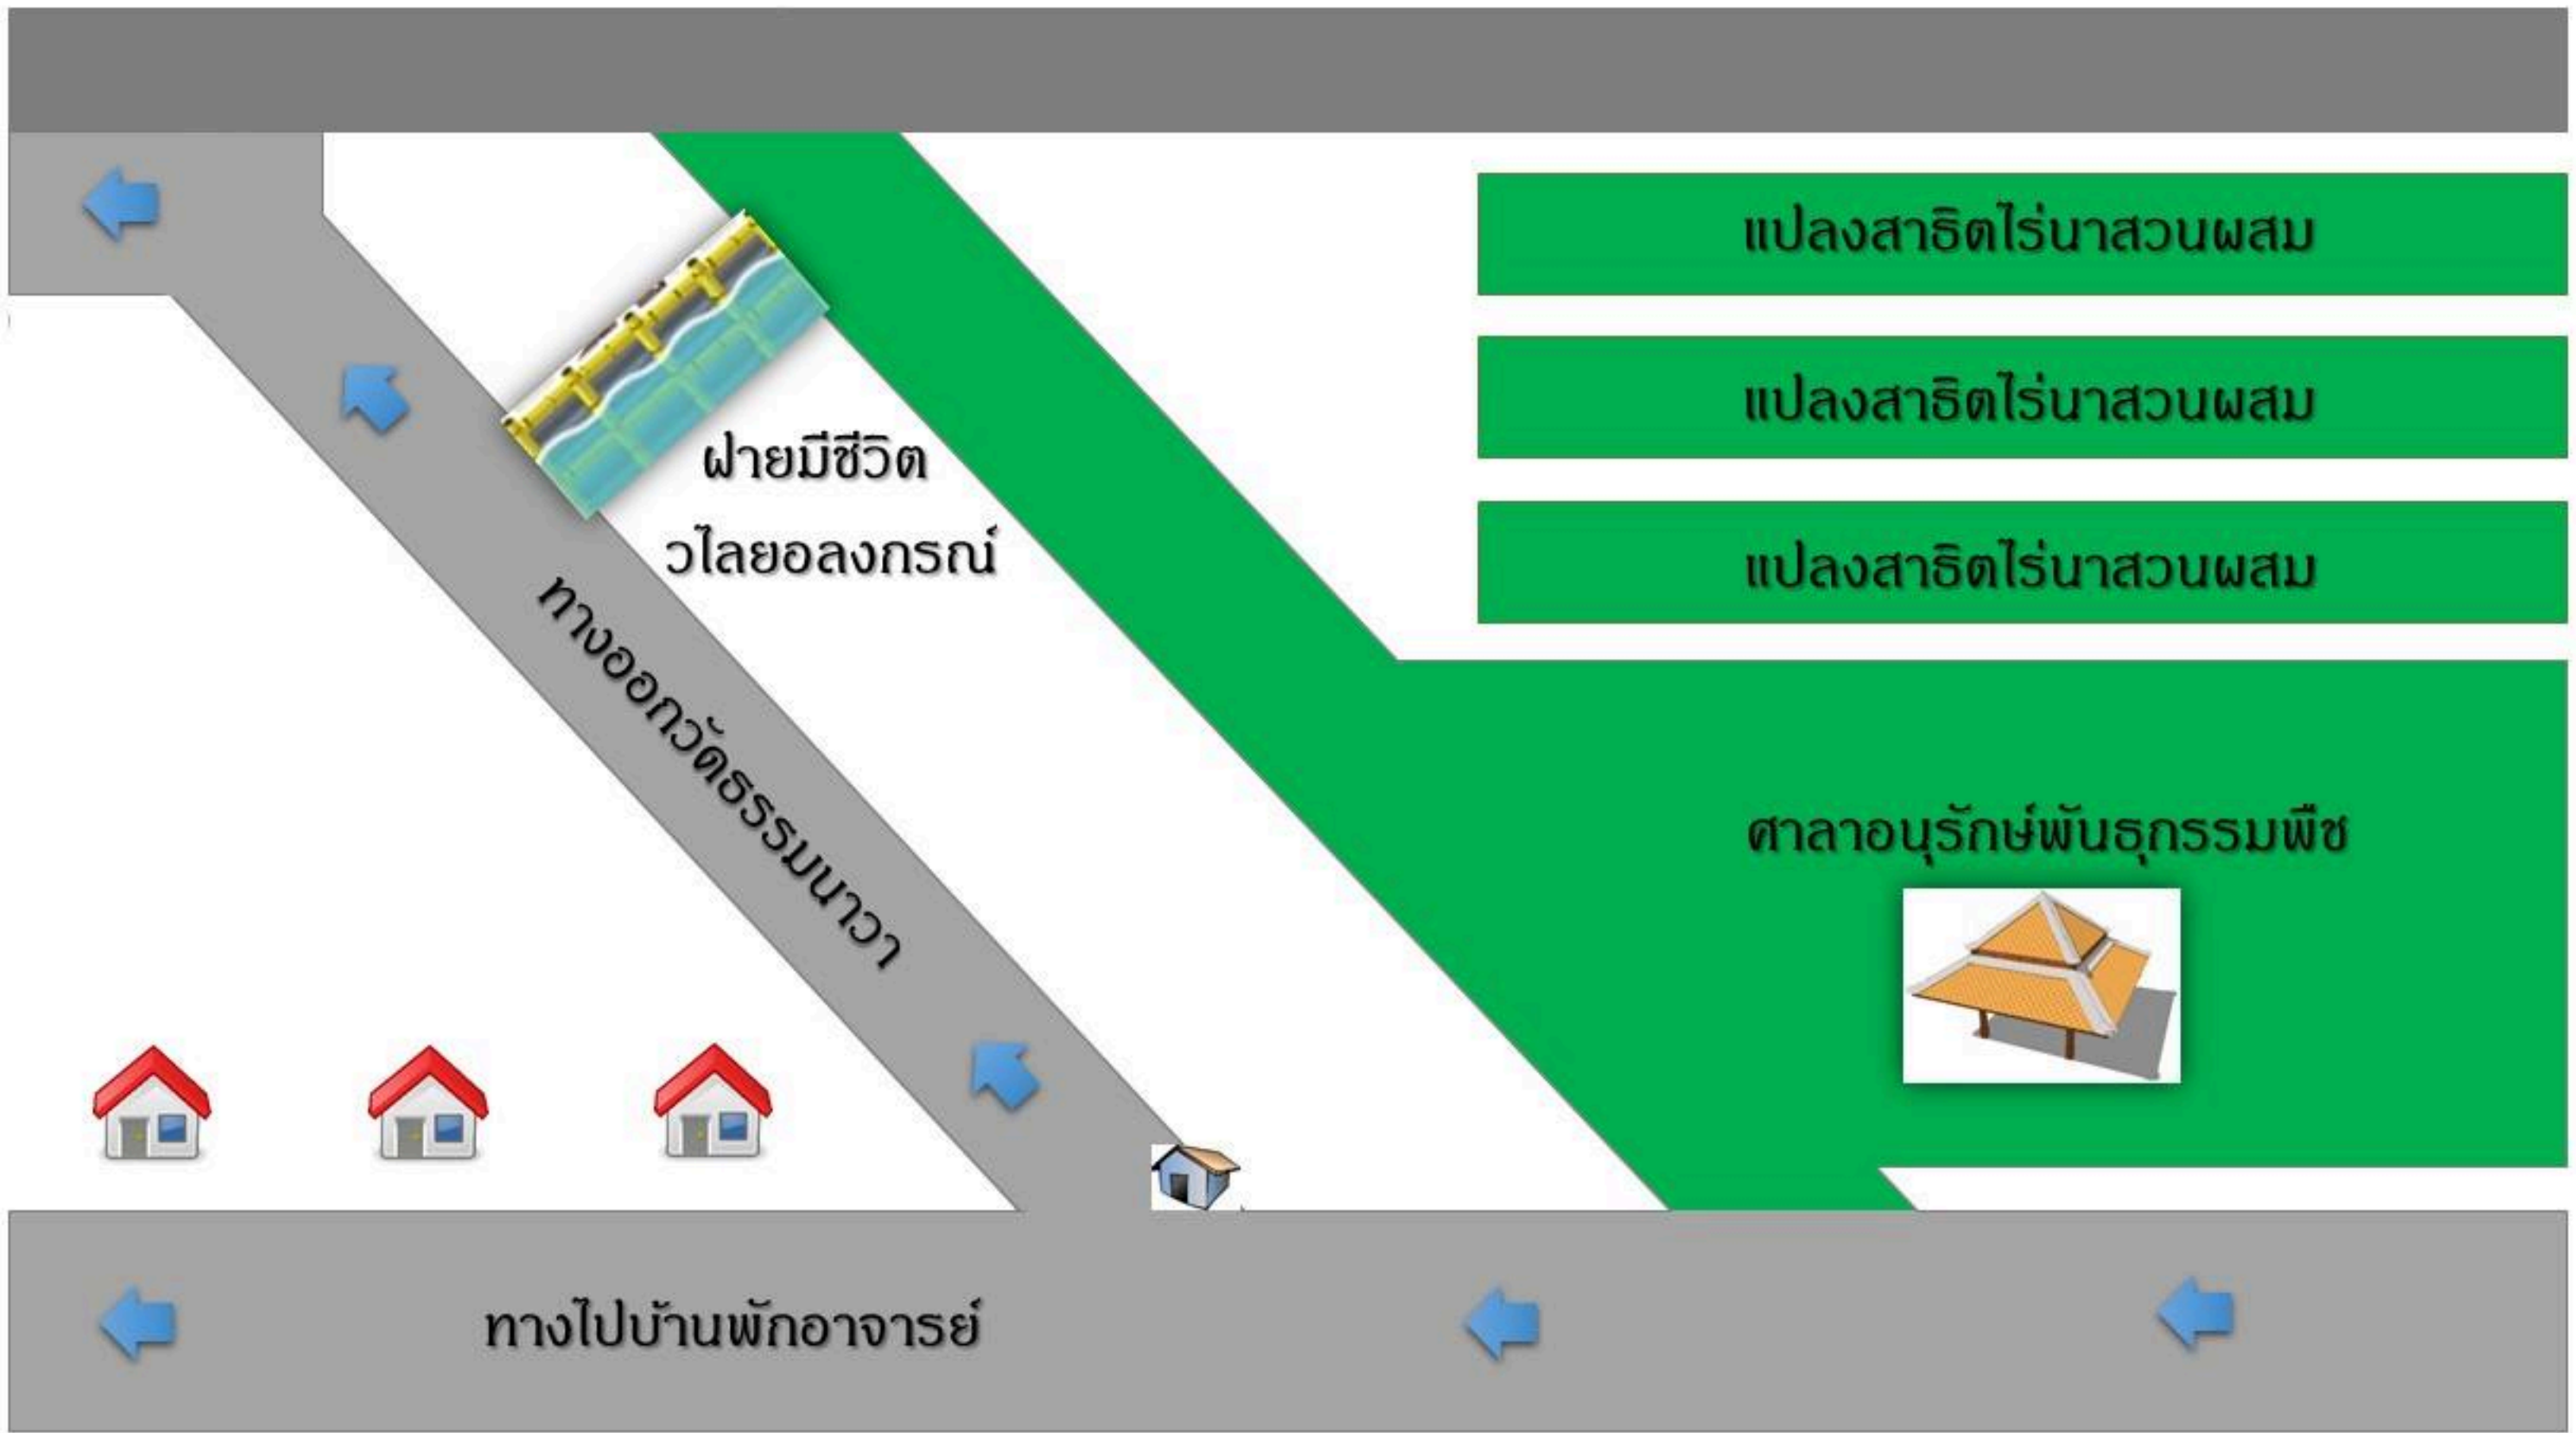 แปลงสาธิตไร่นาสวนผสม
แปลงสาธิตไร่นาสวนผสม
แปลงสาธิตไร่นาสวนผสม
ฝายมีชีวิต
วไลยอลงกรณ์
ทางออกวัดธรรมนาวา
ศาลาอนุรักษ์พันธุกรรมพืช
ทางไปบ้านพักอาจารย์